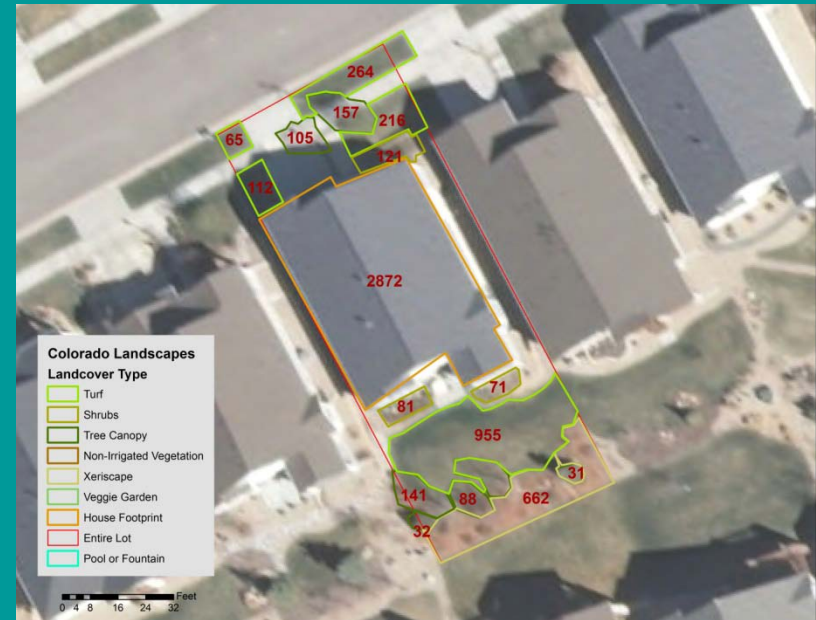 264
157
216
65
105
121
112
2872
71
81
955
31
141
88
662
32
Colorado Landscapes
Landcover Type
Turf
Shrubs
Tree Canopy
Non-Irrigated Vegetation
Xeriscape
Veggie Garden
House Footprint
Entire Lot
Pool or Fountain
Feet
0 4 8 16 24 32